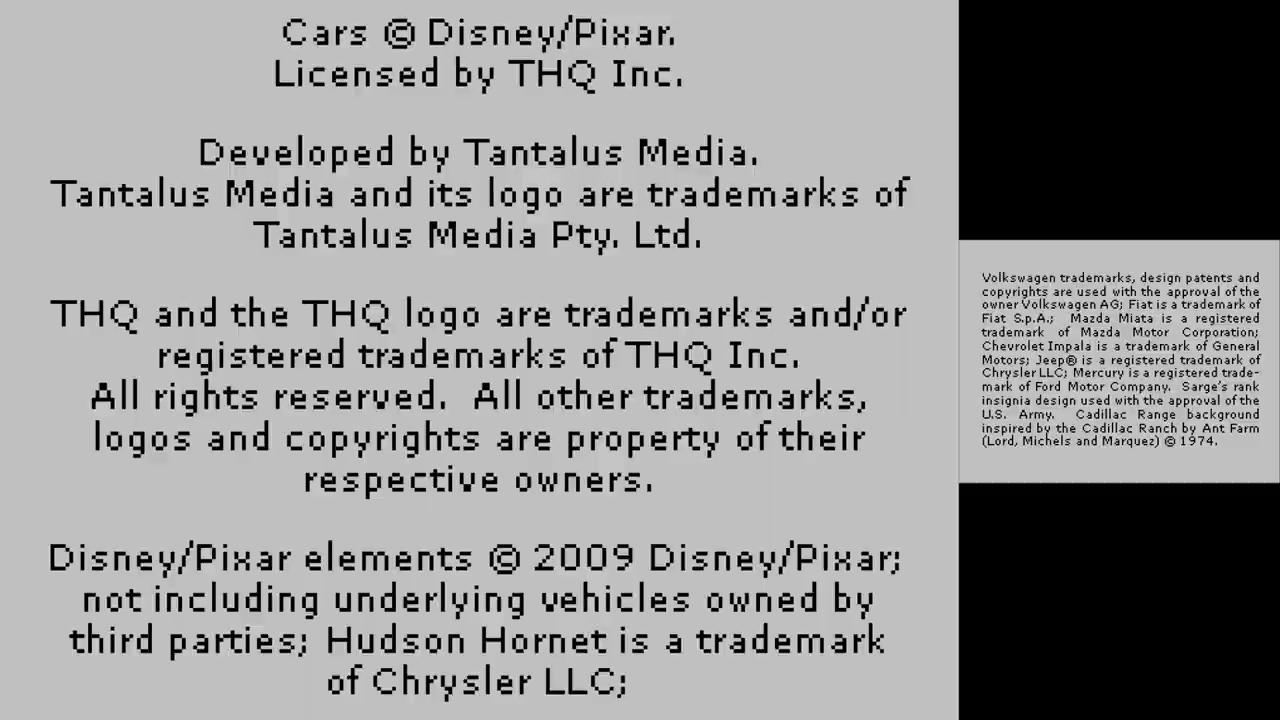 Cars © Disney/Pixar.
Licensed by THQ Inc.
Developed by Tantalus Media.
Tantalus Media and its logo are trademarks of
Tantalus Media Pty. Ltd.
THQ and the THQ logo are trademarks and/or
registered trademarks of THQ Inc.
All rights reserved. All other trademarks,
logos and copyrights are property of their
respective owners.
Disney/Pixar elements © 2009 Disney/Pixar;
not including underlying vehicles owned by
third parties; Hudson Hornet is a trademark
of Chrysler LLC;
Volkswagen trademarks, design patents and
copyrights are used with the approval of the
owner Volkswagen AG; Fiat is a trademark of
Fiat S.p.A.; Mazda Miata is a registered
trademark of Mazda Motor Corporation;
Chevrolet Impala is a trademark of General
Motors; Jeep® is a registered trademark of
Chrysler LLC; Mercury is a registered trade-
mark of Ford Motor Company. Sarge's rank
insignia design used with the approval of the
U.S. Army. Cadillac Range background
inspired by the Cadillac Ranch by Ant Farm
(Lord, Michels and Marquez) © 1974.